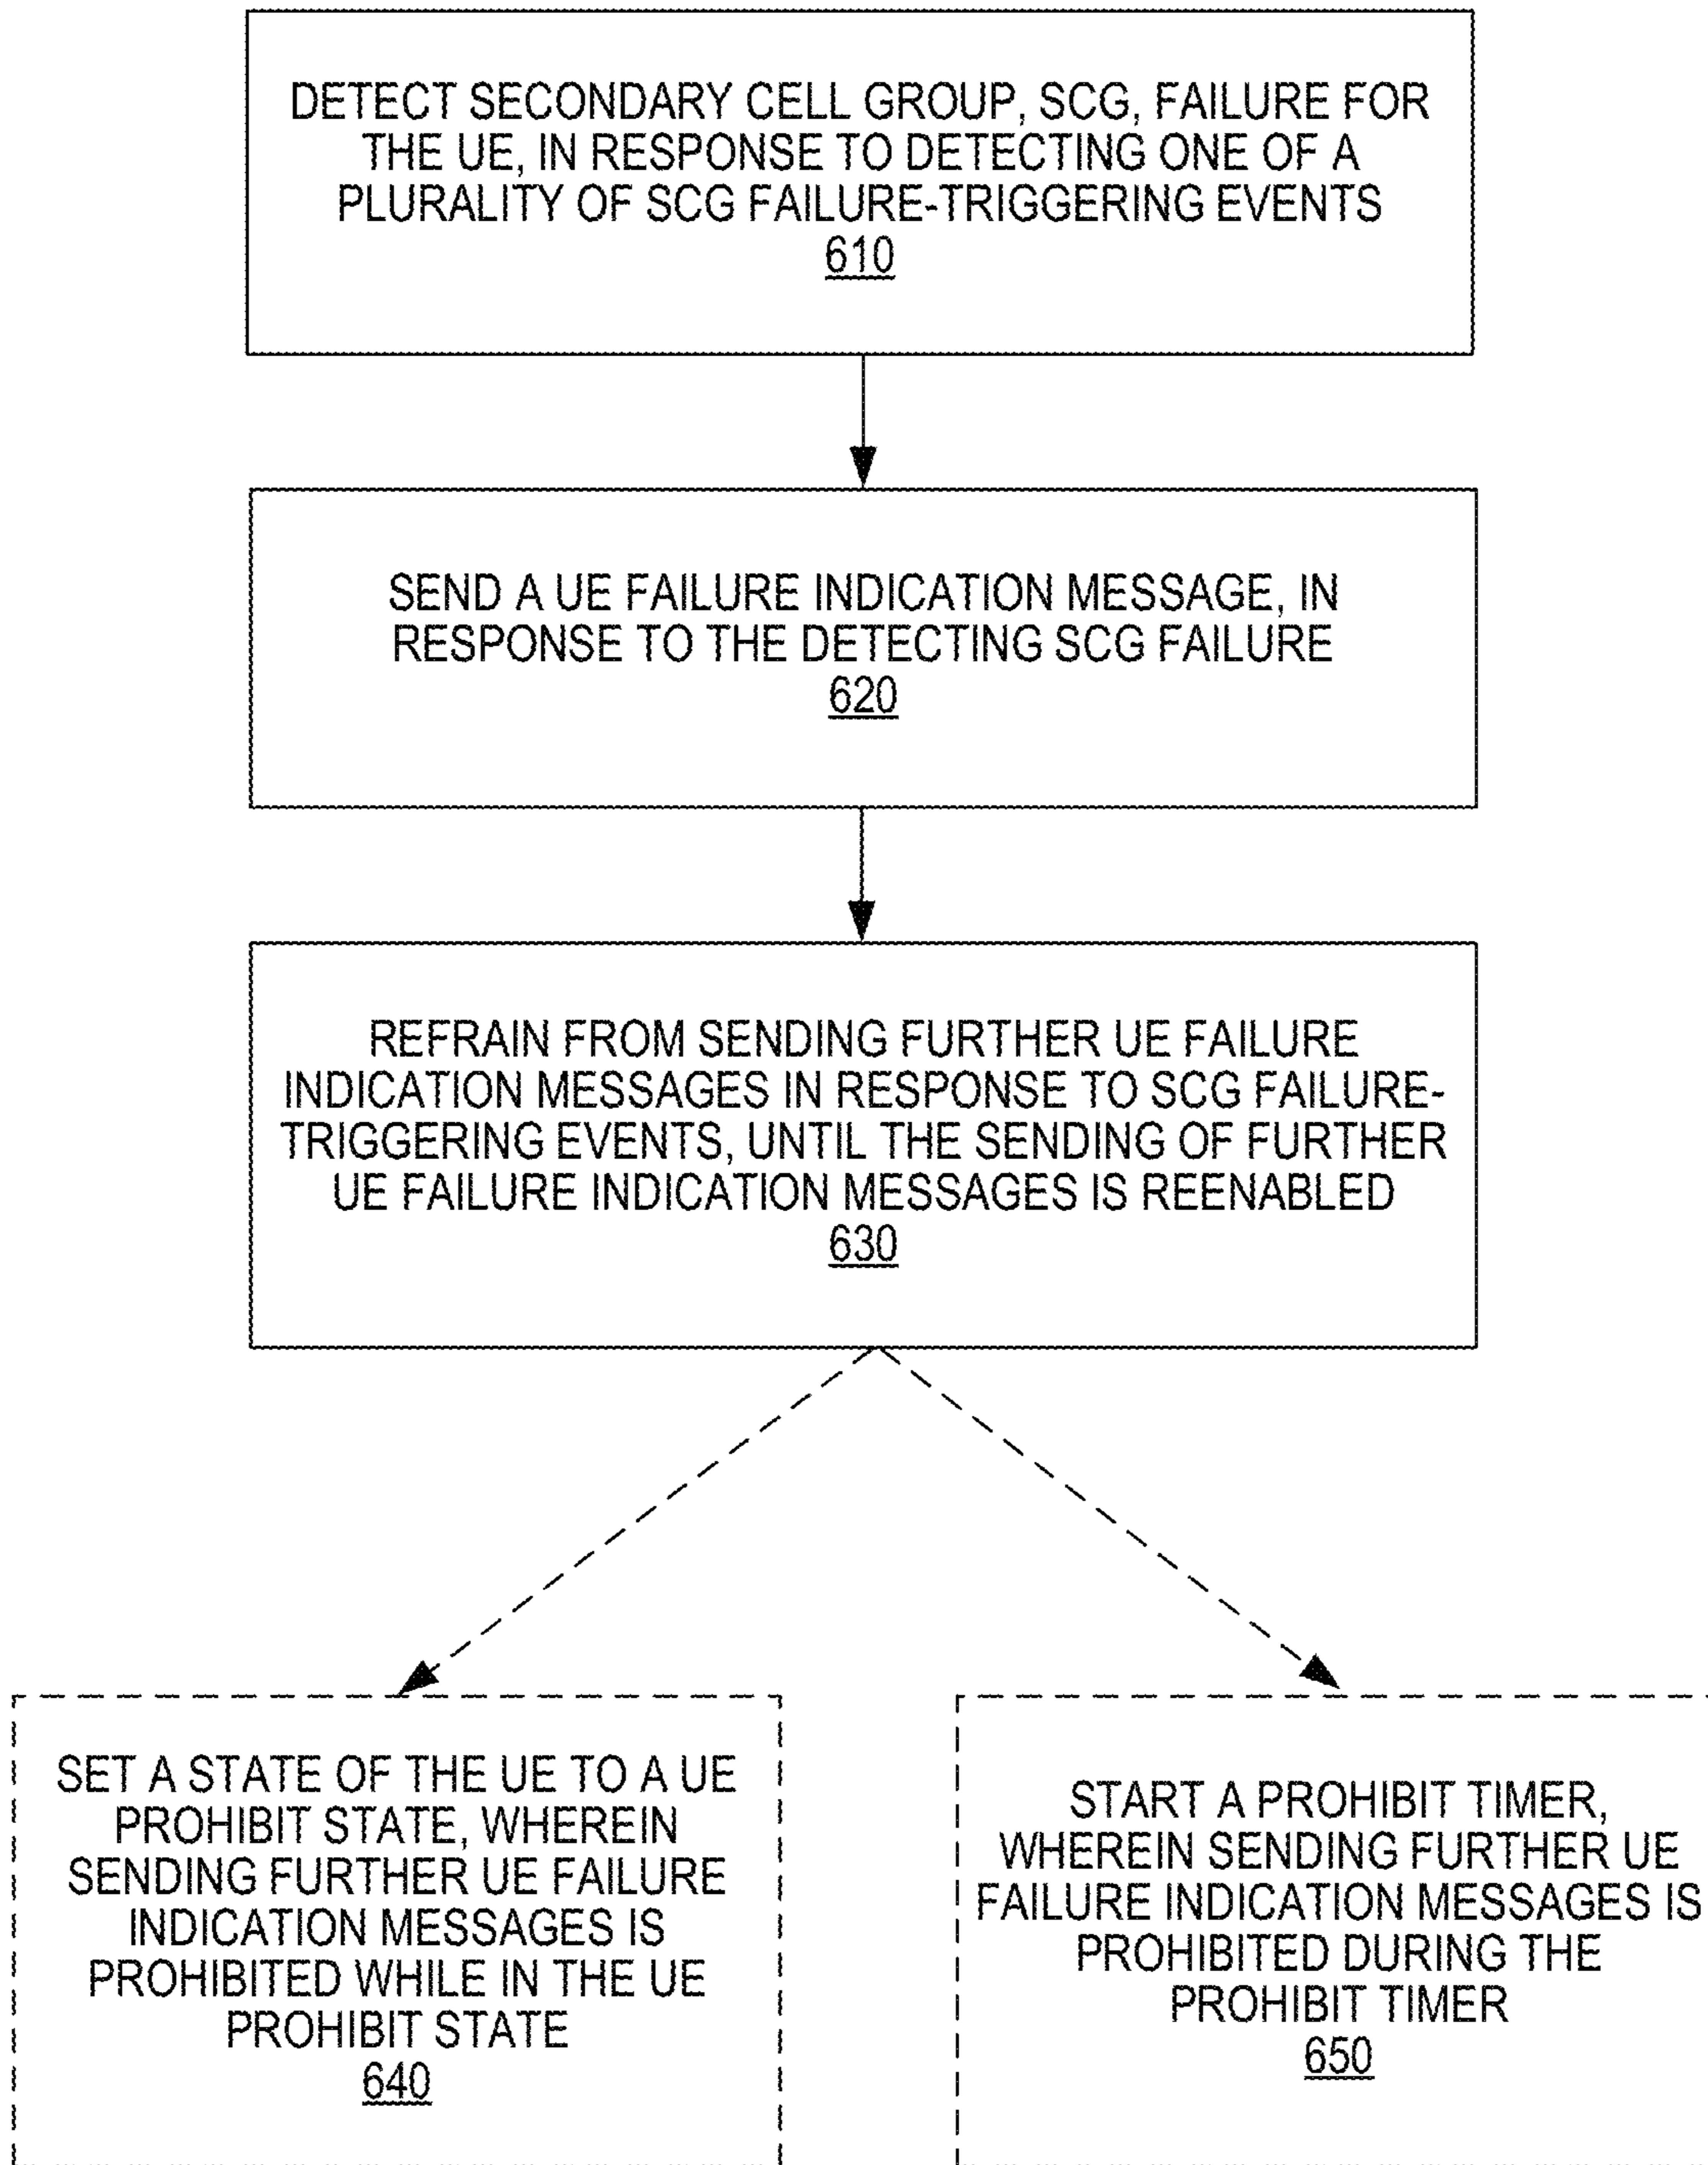 DETECT SECONDARY CELL GROUP, SCG, FAILURE FOR
THE UE, IN RESPONSE TO DETECTING ONE OF A
PLURALITY OF SCG FAILURE-TRIGGERING EVENTS
610
SEND A UE FAILURE INDICATION MESSAGE, IN
RESPONSE TO THE DETECTING SCG FAILURE
620
REFRAIN FROM SENDING FURTHER UE FAILURE
INDICATION MESSAGES IN RESPONSE TO SCG FAILURE-
TRIGGERING EVENTS, UNTIL THE SENDING OF FURTHER
UE FAILURE INDICATION MESSAGES IS REENABLED
630
SET A STATE OF THE UE TO A UE
PROHIBIT STATE, WHEREIN
SENDING FURTHER UE FAILURE
INDICATION MESSAGES IS
PROHIBITED WHILE IN THE UE
PROHIBIT STATE
640
START A PROHIBIT TIMER,
WHEREIN SENDING FURTHER UE
FAILURE INDICATION MESSAGES IS
PROHIBITED DURING THE
PROHIBIT TIMER
650